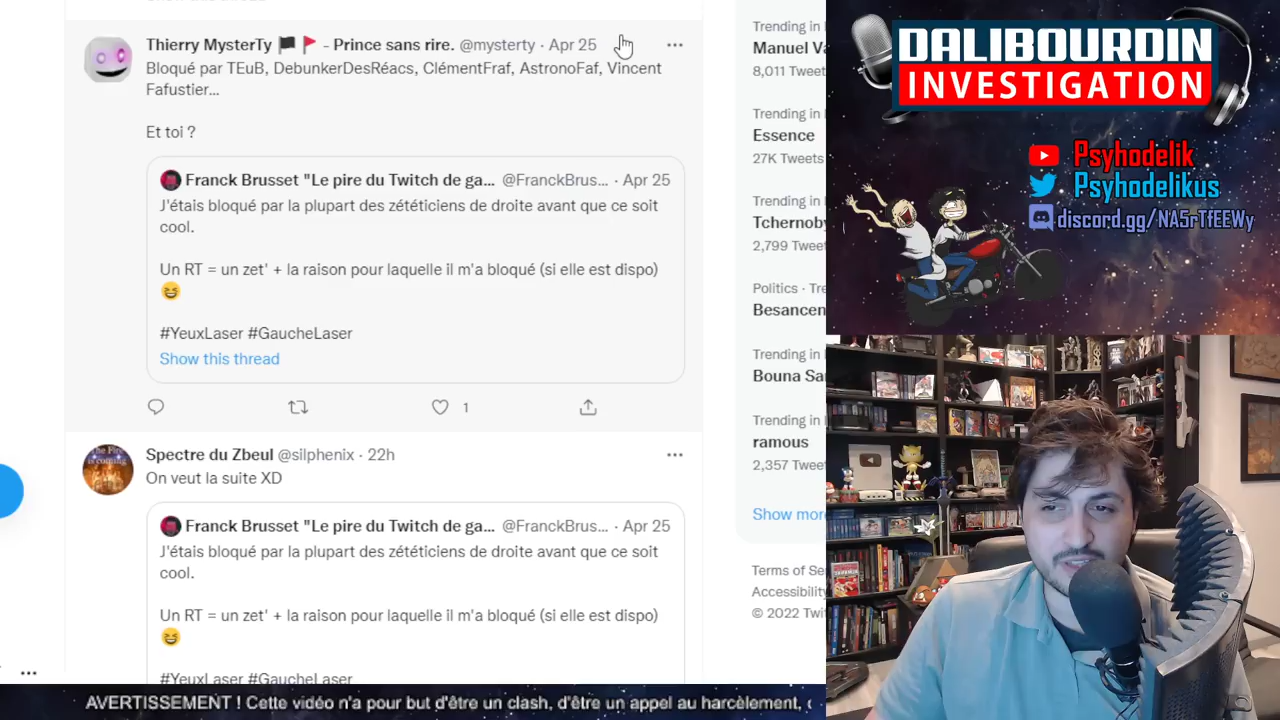 Thierry MysterTy 🏴 🚩 - Prince sans rire. @mysterty · Apr 25
Bloqué par TEuB, DebunkerDesRéacs, ClémentFraf, AstronoFaf, Vincent
Fafustier...
Et toi ?
Franck Brusset "Le pire du Twitch de ga... @FranckBrus... · Apr 25
J'étais bloqué par la plupart des zététiciens de droite avant que ce soit
cool.
Un RT = un zet' + la raison pour laquelle il m'a bloqué (si elle est dispo)
😆
#YeuxLaser #GaucheLaser
Show this thread
1
Spectre du Zbeul @silphenix · 22h
On veut la suite XD
Franck Brusset "Le pire du Twitch de ga... @FranckBrus... · Apr 25
J'étais bloqué par la plupart des zététiciens de droite avant que ce soit
cool.
Un RT = un zet' + la raison pour laquelle il m'a bloqué (si elle est dispo)
😆
#YeuxLaser #GaucheLaser
Trending in
Manuel Va
8,011 Tweet
Trending in
Essence
27K Tweets
Trending in
Tchernoby
2,799 Tweet
Politics · Tre
Besancen
Trending in
Bouna Sa
Trending in
ramous
2,357 Tweet
Show mor
Terms of Se
Accessibility
© 2022 Twi
DALIBOURDIN
INVESTIGATION
Psyhodelik
Psyhodelikus
discord.gg/NA5rTfEEWy
AVERTISSEMENT ! Cette vidéo n'a pour but d'être un clash, d'être un appel au harcèlement,